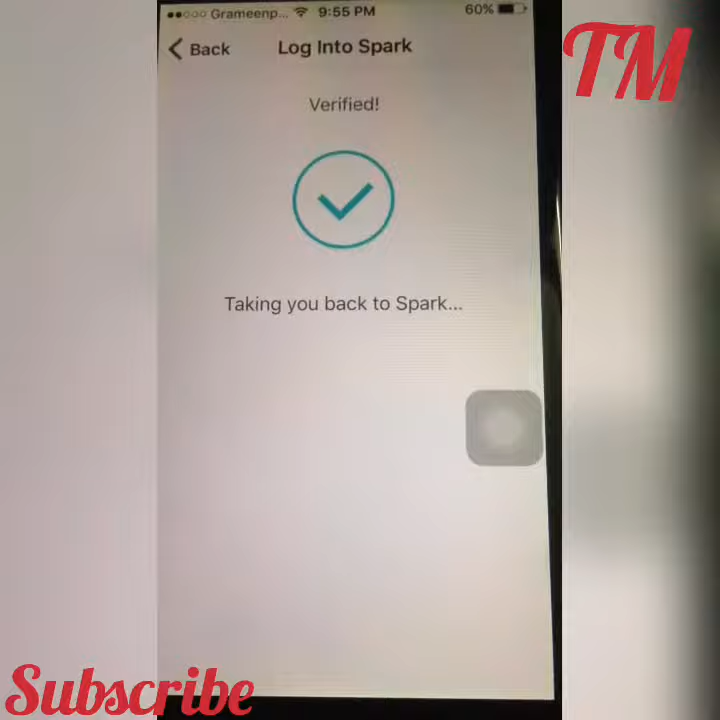 Grameenp... 9:55 PM 60%
TM
Back Log Into Spark
Verified!
Taking you back to Spark...
Subscribe